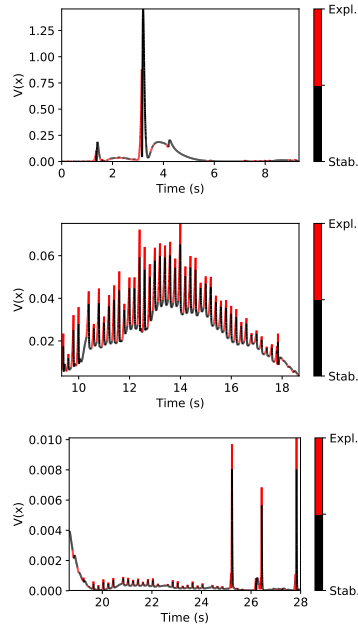 Expl.
1.25
1.00
0.75
V(x)
0.50
0.25
0.00
Stab.
0 2 4 6 8
Time (s)
Expl.
0.06
V(x)
0.04
0.02
Stab.
10 12 14 16 18
Time (s)
0.010
Expl.
0.008
0.006
V(x)
0.004
0.002
0.000
Stab.
20 22 24 26 28
Time (s)